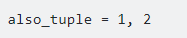 also_tuple = 1, 2